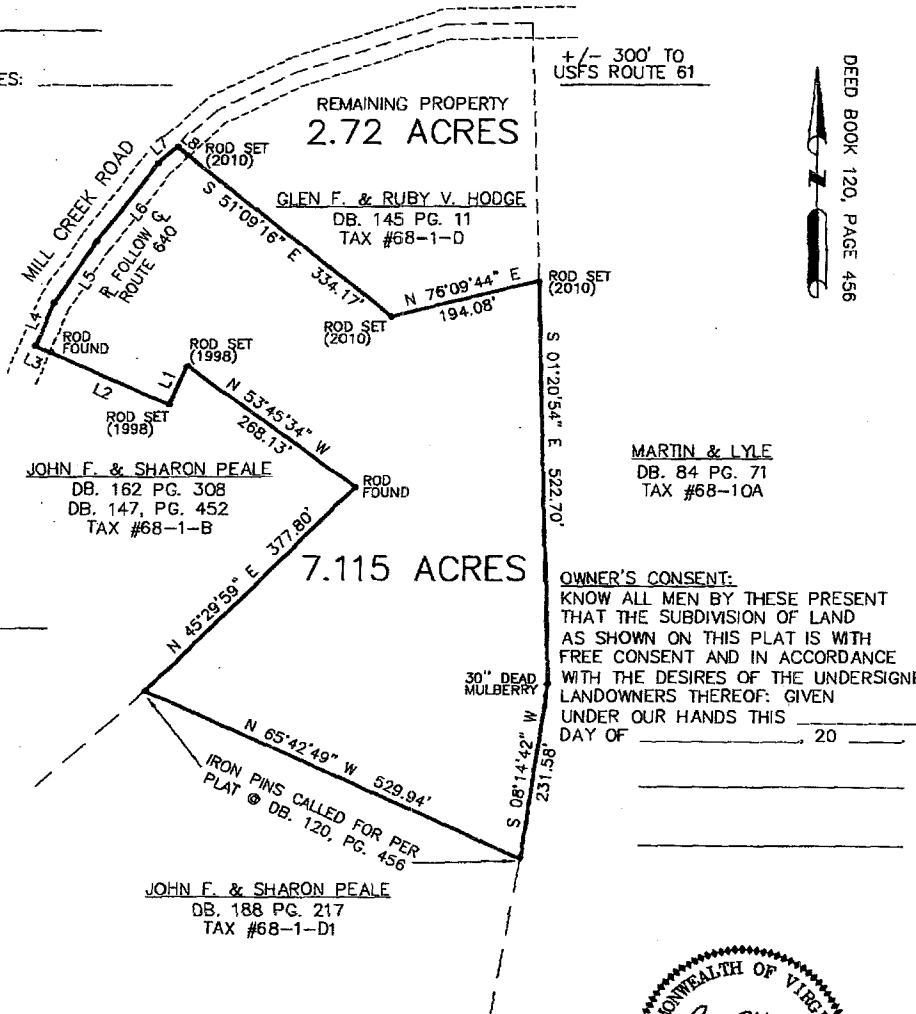 ES:
+/- 300' TO
USFS ROUTE 61
DEED BOOK 120, PAGE 456
REMAINING PROPERTY
2.72 ACRES
MILL CREEK ROAD
L7
L8
ROD SET
(2010)
GLEN F. & RUBY V. HODGE
DB. 145 PG. 11
TAX #68-1-D
S 51°09'16" E 334.17'
L6
L5
L4
L3
FOLLOW
ROUTE 640
N 76°09'44" E
194.08'
ROD SET
(2010)
ROD SET
(2010)
ROD
FOUND
ROD SET
(1998)
L1
L2
ROD SET
(1998)
N 53°45'34" W
268.13'
S 01°20'54" E 522.70'
JOHN F. & SHARON PEALE
DB. 162 PG. 308
DB. 147, PG. 452
TAX #68-1-B
MARTIN & LYLE
DB. 84 PG. 71
TAX #68-10A
ROD
FOUND
N 45°29'59" E 377.80'
7.115 ACRES
OWNER'S CONSENT:
KNOW ALL MEN BY THESE PRESENT
THAT THE SUBDIVISION OF LAND
AS SHOWN ON THIS PLAT IS WITH
FREE CONSENT AND IN ACCORDANCE
WITH THE DESIRES OF THE UNDERSIGNE
LANDOWNERS THEREOF: GIVEN
UNDER OUR HANDS THIS
DAY OF , 20
30" DEAD
MULBERRY
S 08°14'42" W
231.58'
N 65°42'49" W 529.94'
IRON PINS CALLED FOR PER
PLAT @ DB. 120, PG. 456
JOHN F. & SHARON PEALE
DB. 188 PG. 217
TAX #68-1-D1
MONWEALTH OF VIRG